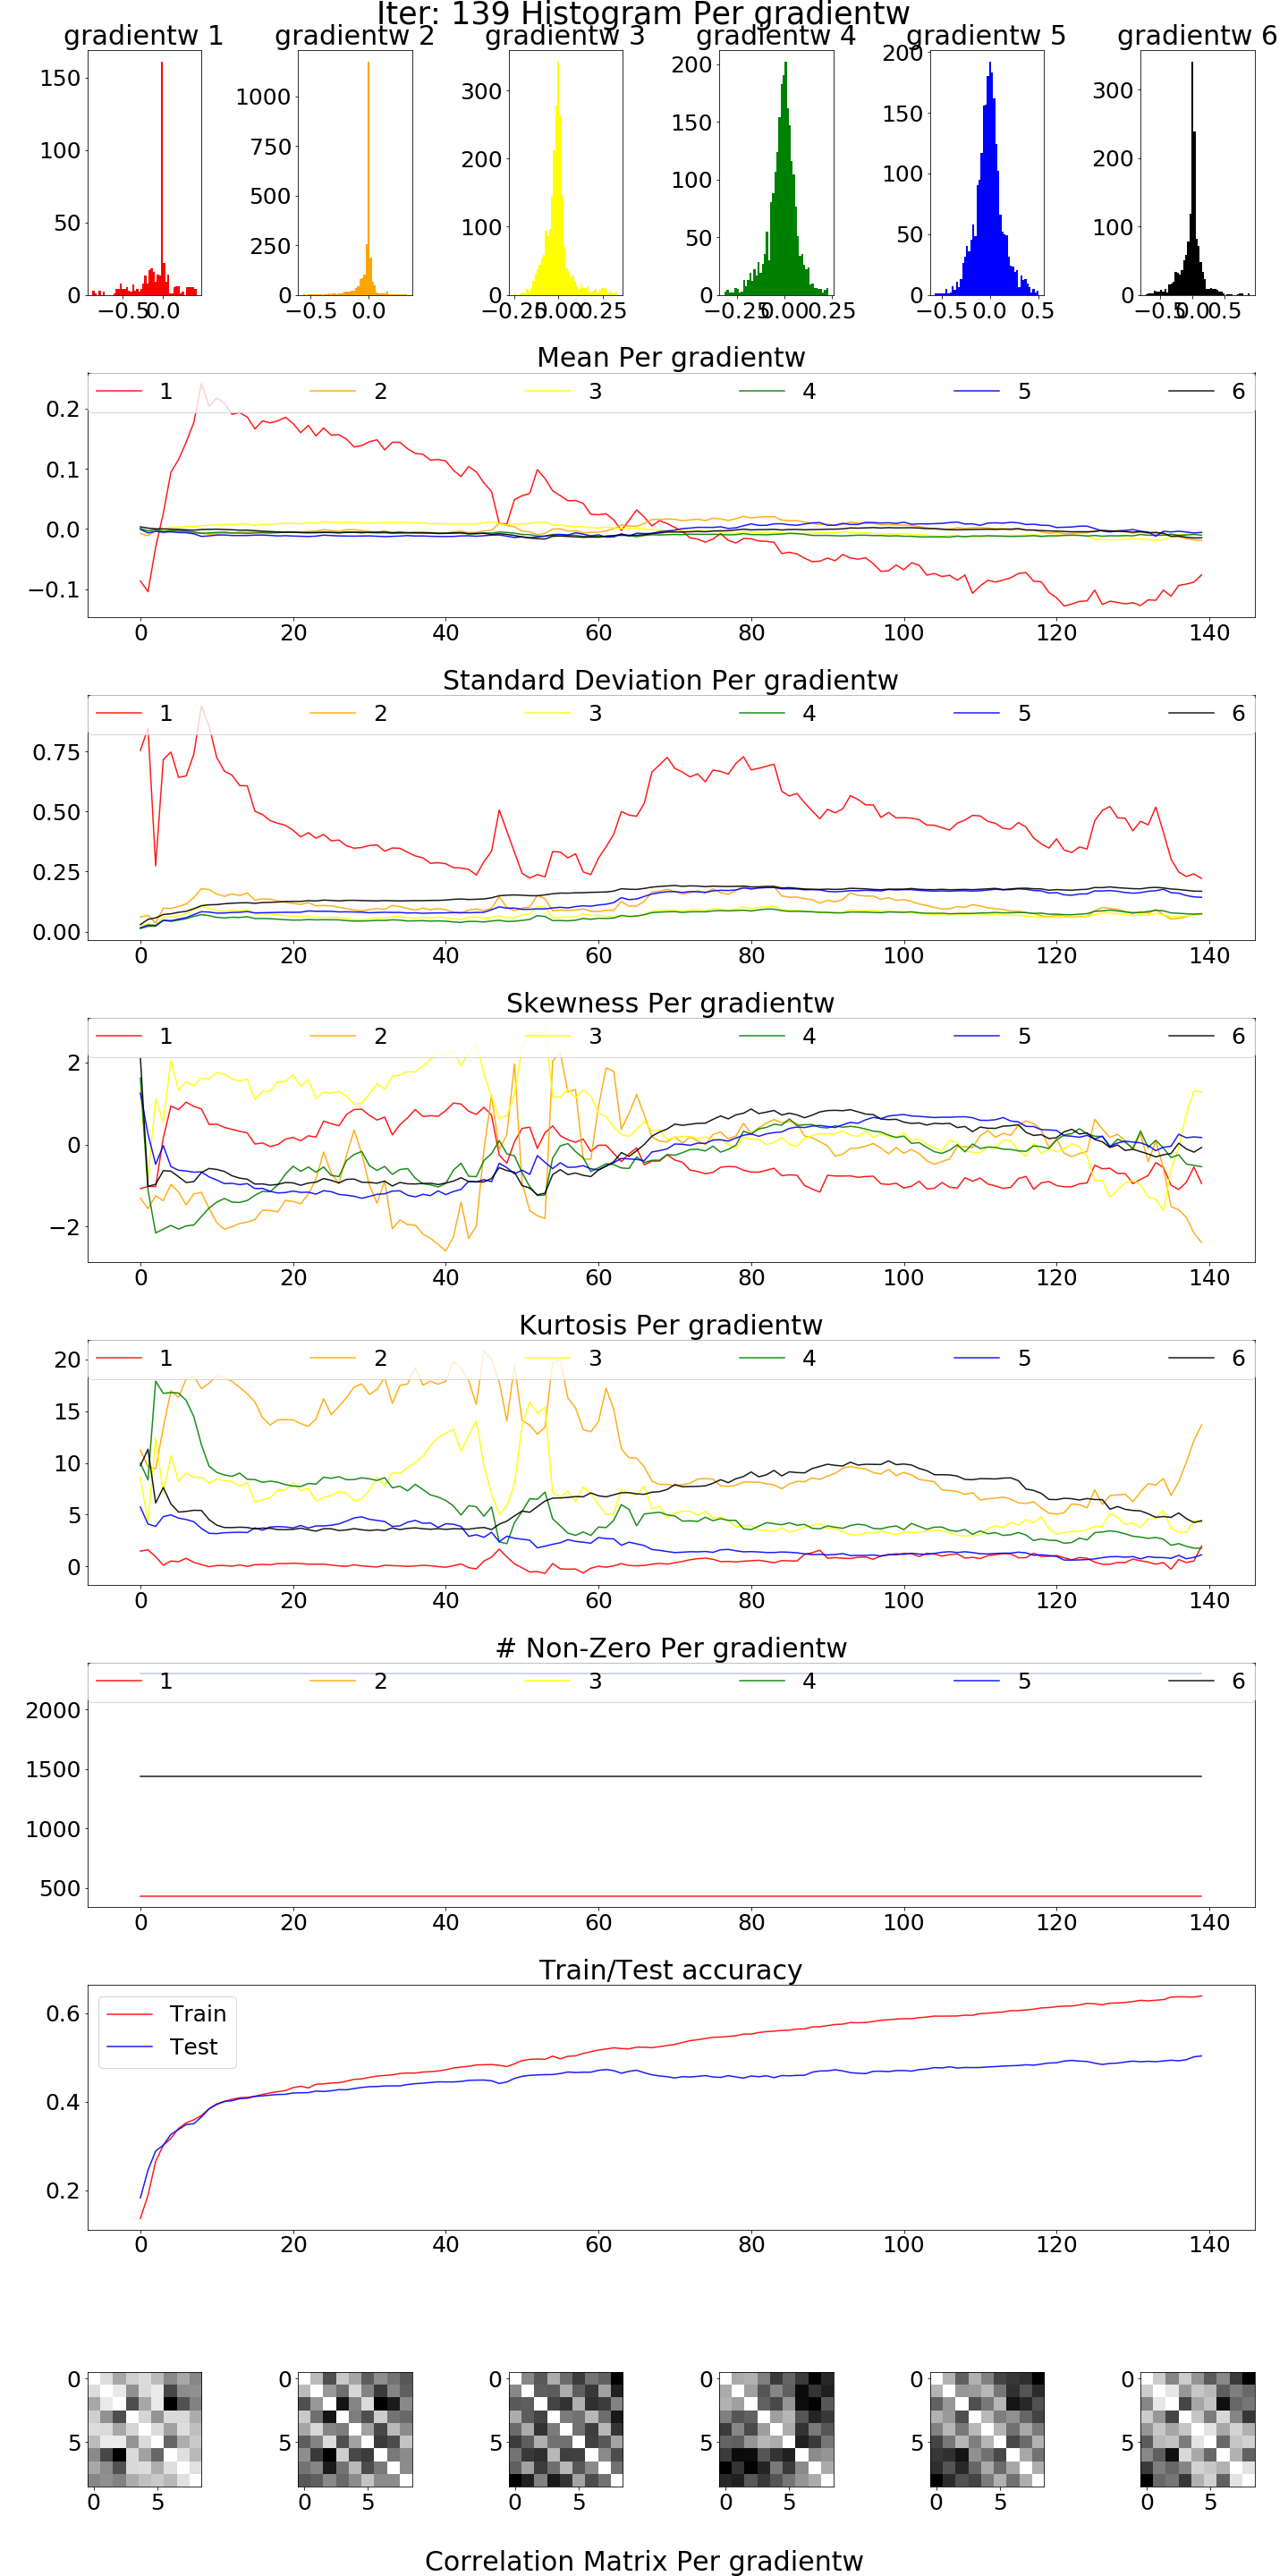 Iter: 139 Histogram Per gradientw
gradientw 1 gradientw 2 gradientw 3 gradientw 4 gradientw 5 gradientw 6
150 100 50 0
1000 750 500 250 0
300 200 100 0
200 150 100 50 0
200 150 100 50 0
300 200 100 0
−0.5 0.0 −0.5 0.0 −0.25 0.00 0.25 −0.25 0.00 0.25 −0.5 0.0 0.5 −0.5 0.0 0.5
Mean Per gradientw
1 2 3 4 5 6
0.2
0.1
0.0
−0.1
0 20 40 60 80 100 120 140
Standard Deviation Per gradientw
1 2 3 4 5 6
0.75
0.50
0.25
0.00
0 20 40 60 80 100 120 140
Skewness Per gradientw
1 2 3 4 5 6
2
0
−2
0 20 40 60 80 100 120 140
Kurtosis Per gradientw
20 1 2 3 4 5 6
15
10
5
0
0 20 40 60 80 100 120 140
# Non-Zero Per gradientw
1 2 3 4 5 6
2000
1500
1000
500
0 20 40 60 80 100 120 140
Train/Test accuracy
Train
Test
0.6
0.4
0.2
0 20 40 60 80 100 120 140
0 0 0 0 0 0
5 5 5 5 5 5
0 5 0 5 0 5 0 5 0 5 0 5
Correlation Matrix Per gradientw